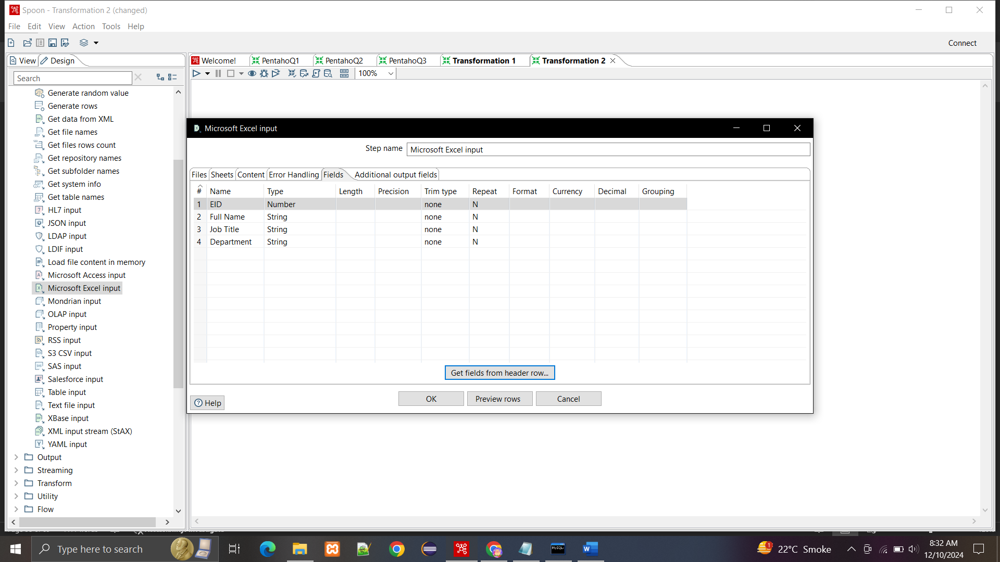 Spoon - Transformation 2 (changed)
File Edit View Action Tools Help
Connect
View Design
Welcome! PentahoQ1 PentahoQ2 PentahoQ3 Transformation 1 Transformation 2
100%
Search
Generate random value
Generate rows
Get data from XML
Get file names
Get files rows count
Get repository names
Get subfolder names
Get system info
Get table names
HL7 input
JSON input
LDAP input
LDIF input
Load file content in memory
Microsoft Access input
Microsoft Excel input
Mondrian input
OLAP input
Property input
RSS input
S3 CSV input
SAS input
Salesforce input
Table input
Text file input
XBase input
XML input stream (StAX)
YAML input
Output
Streaming
Transform
Utility
Flow
Microsoft Excel input
Step name Microsoft Excel input
Files Sheets Content Error Handling Fields Additional output fields
# Name Type Length Precision Trim type Repeat Format Currency Decimal Grouping
1 EID Number none N
2 Full Name String none N
3 Job Title String none N
4 Department String none N
Get fields from header row...
Help OK Preview rows Cancel
Type here to search
22°C Smoke
8:32 AM
12/10/2024